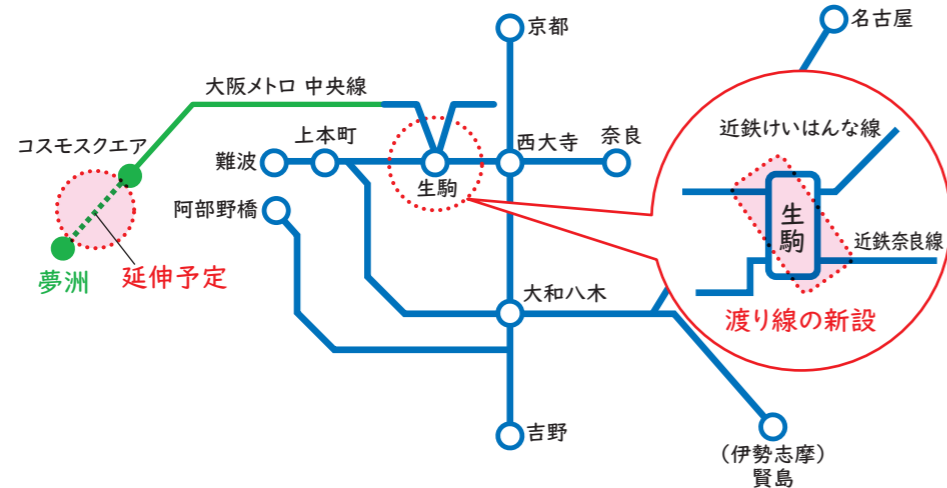 京都
名古屋
大阪メトロ 中央線
近鉄けいはんな線
コスモスクエア
上本町
西大寺
奈良
難波
生駒
阿部野橋
生駒
近鉄奈良線
夢洲
延伸予定
大和八木
渡り線の新設
吉野
(伊勢志摩)
賢島